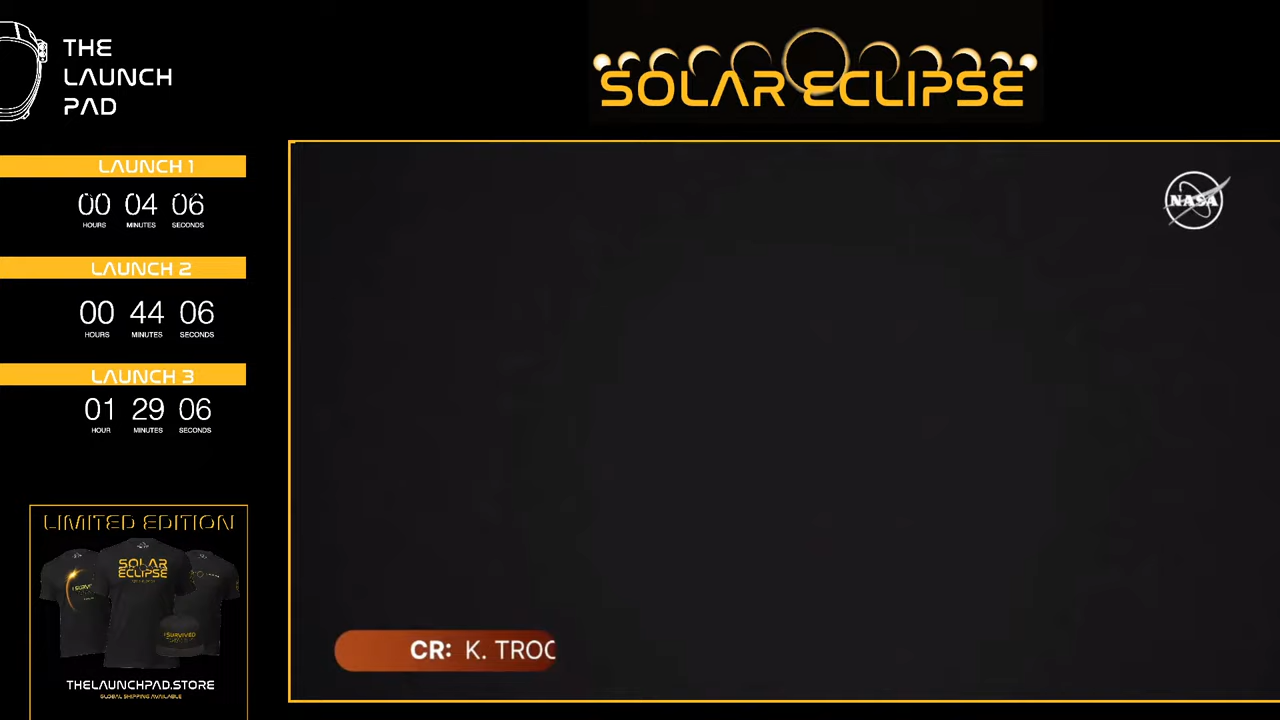 THE
LAUNCH
PAD
SOLAR ECLIPSE
LAUNCH 1
00 04 06
HOURS MINUTES SECONDS
LAUNCH 2
00 44 06
HOURS MINUTES SECONDS
LAUNCH 3
01 29 06
HOUR MINUTES SECONDS
NASA
LIMITED EDITION
SOLAR
ECLIPSE
I SURVIVED
THELAUNCHPAD.STORE
GLOBAL SHIPPING AVAILABLE
CR: K. TROC